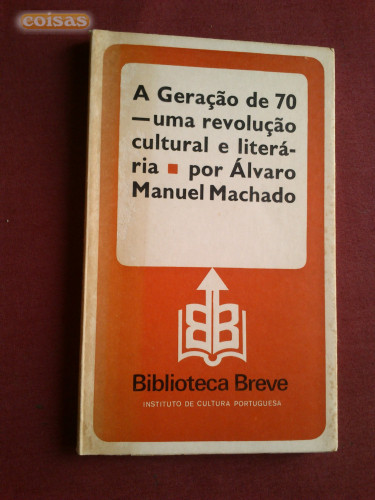 coisas
A Geração de 70
—uma revolução
cultural e literá-
ria ▪ por Álvaro
Manuel Machado
BB
Biblioteca Breve
INSTITUTO DE CULTURA PORTUGUESA